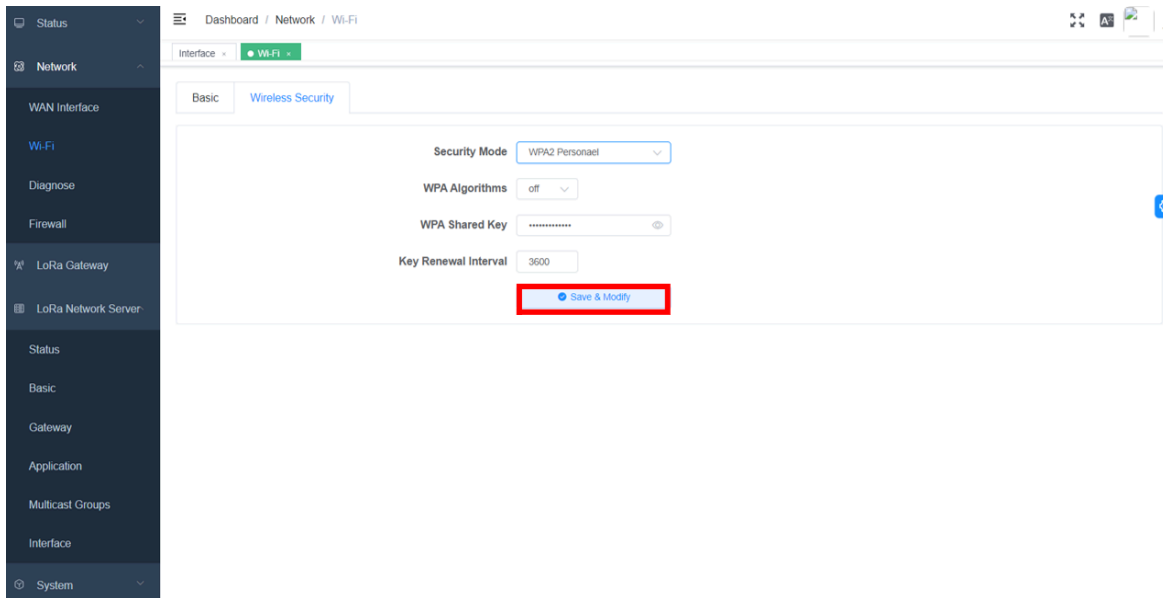 Status
Network
WAN Interface
Wi-Fi
Diagnose
Firewall
LoRa Gateway
LoRa Network Server
Status
Basic
Gateway
Application
Multicast Groups
Interface
System
Dashboard / Network / Wi-Fi
Interface ×
Wi-Fi ×
Basic Wireless Security
Security Mode WPA2 Personael
WPA Algorithms off
WPA Shared Key •••••••••••••
Key Renewal Interval 3600
Save & Modify